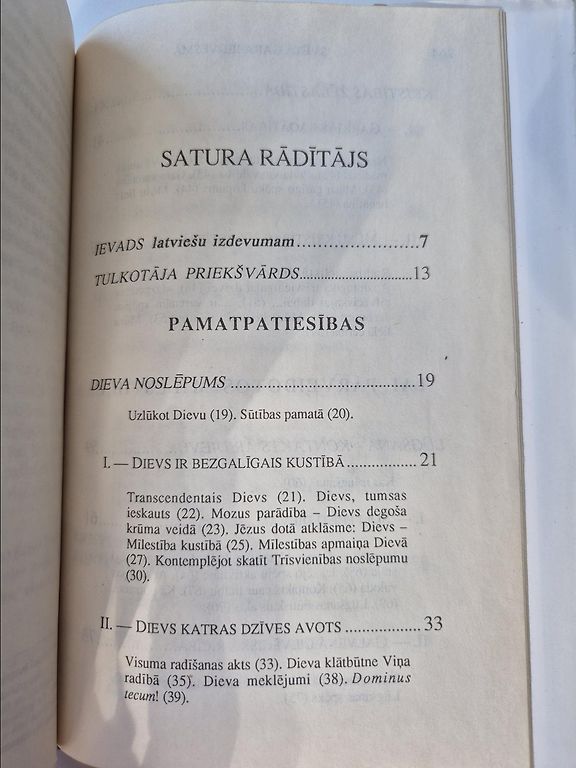 SATURA RĀDĪTĀJS
IEVADS latviešu izdevumam.......................7
TULKOTĀJA PRIEKŠVĀRDS..........................13
PAMATPATIESĪBAS
DIEVA NOSLĒPUMS .......................................19
Uzlūkot Dievu (19). Sūtības pamatā (20).
I. — DIEVS IR BEZGALĪGAIS KUSTĪBĀ ...............21
Transcendentais Dievs (21). Dievs, tumsas
ieskauts (22). Mozus parādība – Dievs degoša
krūma veidā (23). Jēzus dotā atklāsme: Dievs –
Mīlestība kustībā (25). Mīlestības apmaiņa Dievā
(27). Kontemplējot skatīt Trīsvienības noslēpumu
(30).
II. — DIEVS KATRAS DZĪVES AVOTS ................33
Visuma radīšanas akts (33). Dieva klātbūtne Viņa
radībā (35). Dieva meklējumi (38). Dominus
tecum! (39).